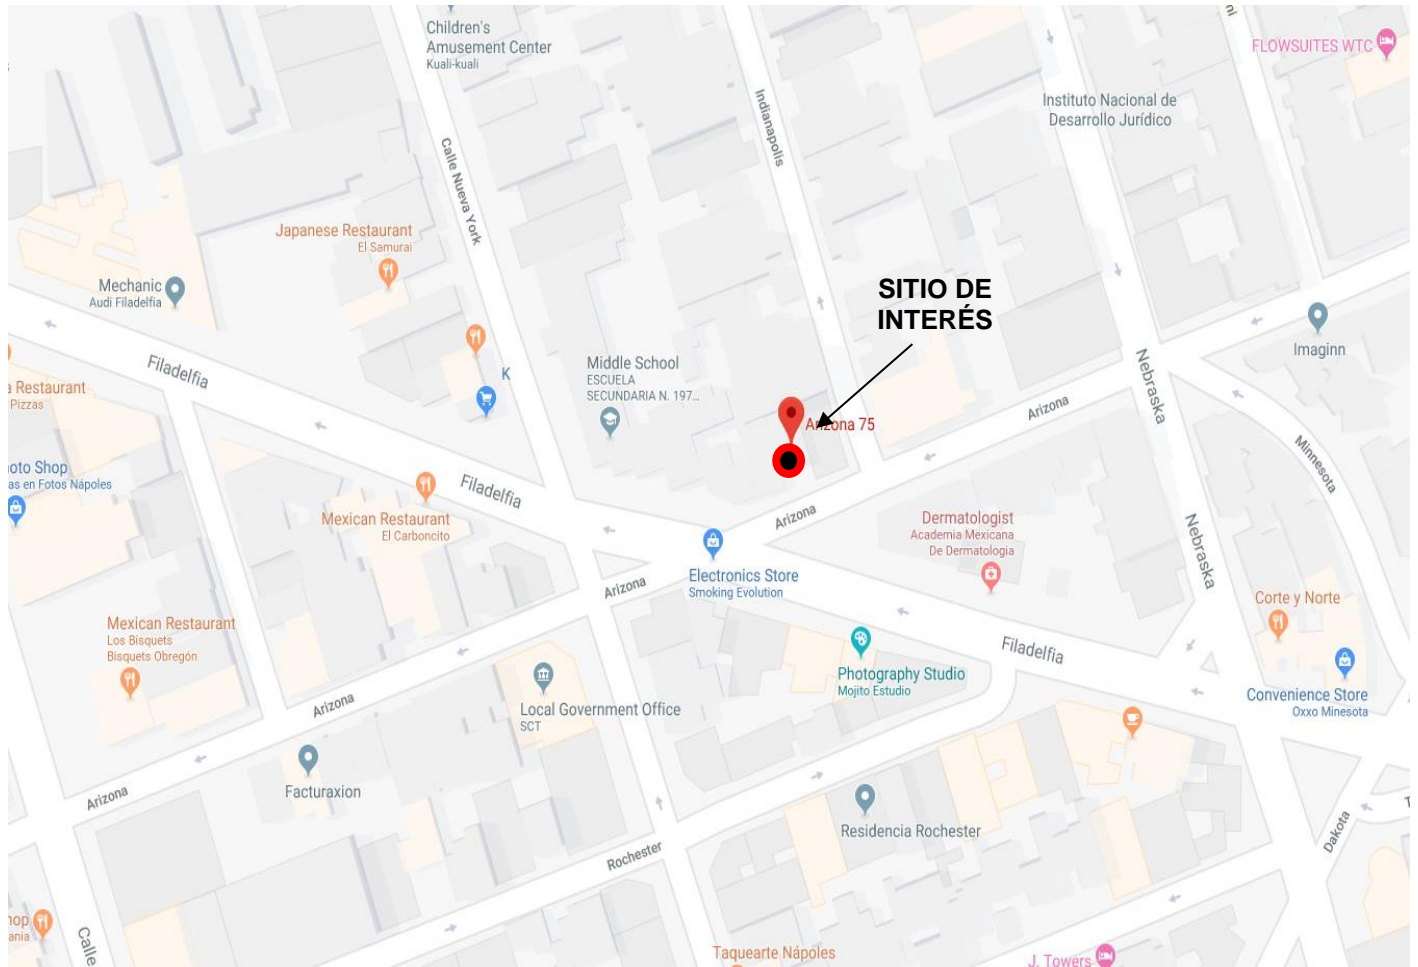 Children's
Amusement Center
Kuali-kuali
FLOWSUITES WTC
Indianapolis
Instituto Nacional de
Desarrollo Jurídico
Calle Nueva York
Japanese Restaurant
El Samurai
Mechanic
Audi Filadelfia
SITIO DE
INTERÉS
Imaginn
Filadelfia
Middle School
ESCUELA
SECUNDARIA N. 197...
K
Nebraska
a Restaurant
Pizzas
Arizona
Arizona 75
Minnesota
oto Shop
as en Fotos Nápoles
Filadelfia
Mexican Restaurant
El Carboncito
Arizona
Dermatologist
Academia Mexicana
De Dermatologia
Nebraska
Electronics Store
Smoking Evolution
Arizona
Corte y Norte
Mexican Restaurant
Los Bisquets
Bisquets Obregón
Filadelfia
Photography Studio
Mojito Estudio
Convenience Store
Oxxo Minesota
Arizona
Local Government Office
SCT
Facturaxion
Arizona
Residencia Rochester
Dakota
Rochester
hop
ania
Calle
Taquearte Nápoles
J. Towers